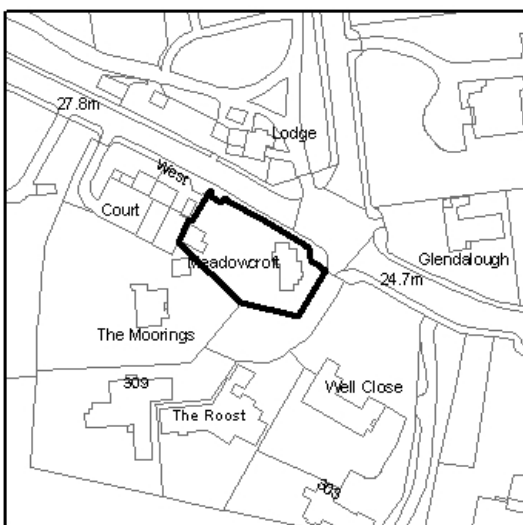 27.8m
Lodge
West
Court
Meadowcroft
Glendalough
24.7m
The Moorings
309
Well Close
The Roost
303